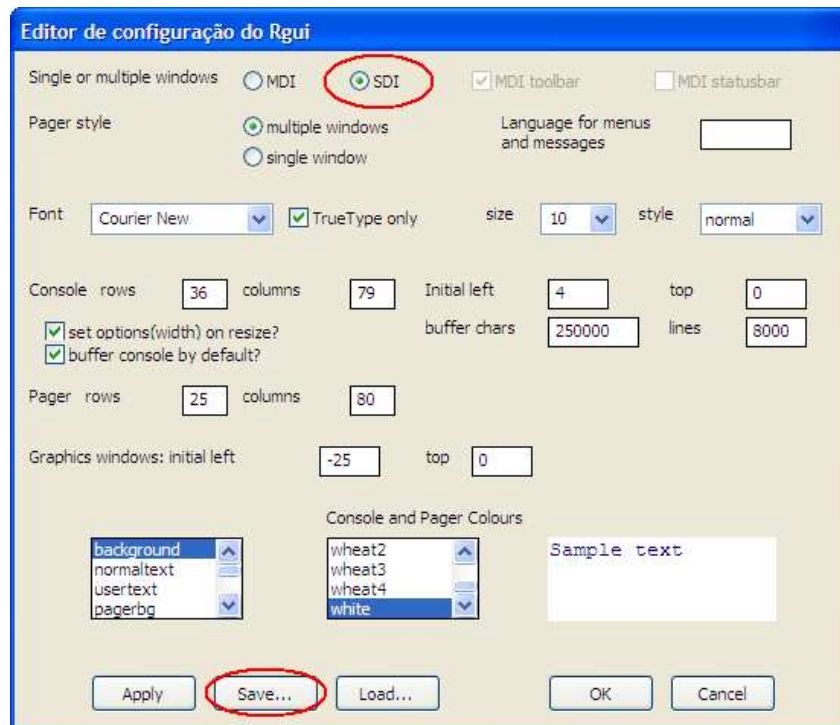 Editor de configuração do Rgui
Single or multiple windows MDI SDI MDI toolbar MDI statusbar
Pager style multiple windows Language for menus
single window and messages
Font Courier New TrueType only size 10 style normal
Console rows 36 columns 79 Initial left 4 top 0
set options(width) on resize? buffer chars 250000 lines 8000
buffer console by default?
Pager rows 25 columns 80
Graphics windows: initial left -25 top 0
Console and Pager Colours
background wheat2 Sample text
normaltext wheat3
usertext wheat4
pagerbg white
Apply Save... Load... OK Cancel